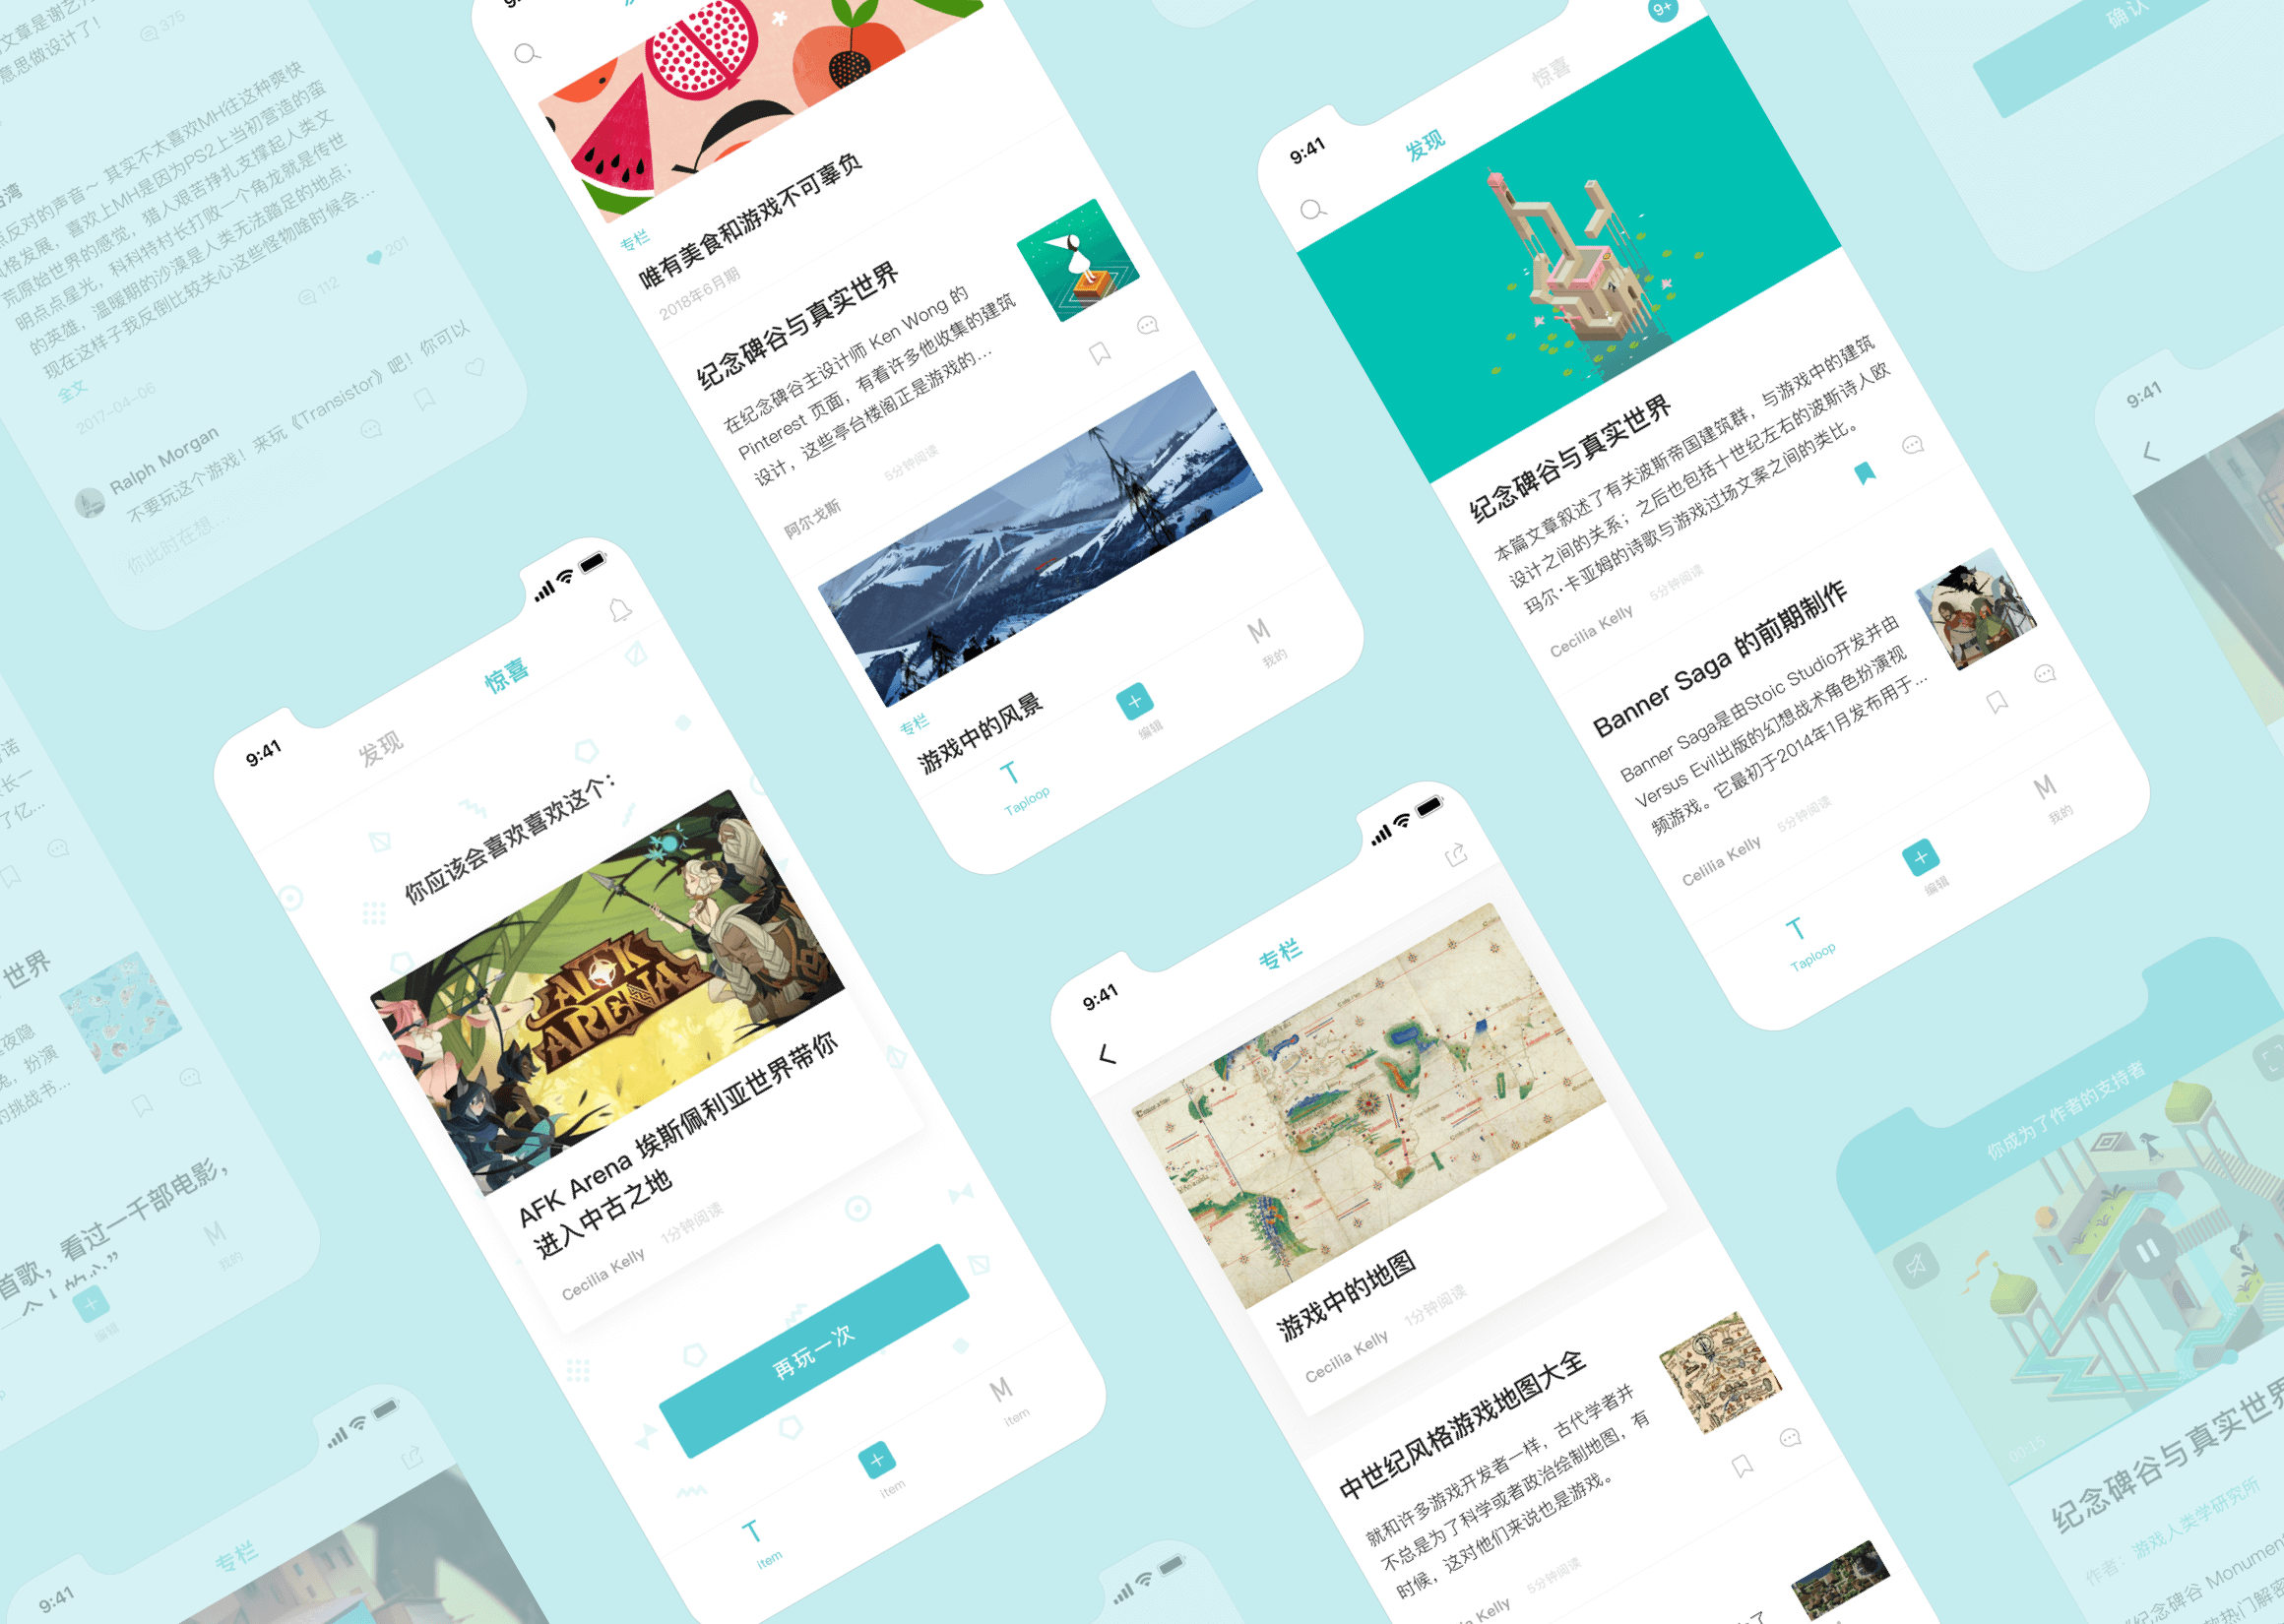 文章是谢艺
意思做设计了！
375
反对的声音～ 其实不太喜欢MH往这种爽快
风格发展，喜欢上MH是因为PS2上当初营造的蛮
荒原始世界的感觉，猎人艰苦挣扎支撑起人类文
明点点星光，科科特村长打败一个角龙就是传世
的英雄，温暖期的沙漠是人类无法踏足的地点；
现在这样子我反倒比较关心这些怪物啥时候会...
全文
112
201
2017-04-06
Ralph Morgan
不要玩这个游戏！来玩《Transistor》吧！你可以
你此时在想...
专栏
唯有美食和游戏不可辜负
2018年6月期
纪念碑谷与真实世界
在纪念碑谷主设计师 Ken Wong 的
Pinterest 页面，有着许多他收集的建筑
设计，这些亭台楼阁正是游戏的...
阿尔戈斯
5分钟阅读
专栏
游戏中的风景
T
Taploop
编辑
M
我的
9:41
发现
惊喜
9+
纪念碑谷与真实世界
本篇文章叙述了有关波斯帝国建筑群，与游戏中的建筑
设计之间的关系；之后也包括十世纪左右的波斯诗人欧
玛尔·卡亚姆的诗歌与游戏过场文案之间的类比。
Cecilia Kelly
5分钟阅读
Banner Saga 的前期制作
Banner Saga是由Stoic Studio开发并由
Versus Evil出版的幻想战术角色扮演视
频游戏。它最初于2014年1月发布用于...
Celilia Kelly
5分钟阅读
T
Taploop
编辑
M
我的
确认
9:41
9:41
发现
惊喜
你应该会喜欢喜欢这个：
AFK
ARENA
AFK Arena 埃斯佩利亚世界带你
进入中古之地
Cecilia Kelly
1分钟阅读
再玩一次
T
item
item
M
item
9:41
专栏
游戏中的地图
Cecilia Kelly
1分钟阅读
中世纪风格游戏地图大全
就和许多游戏开发者一样，古代学者并
不总是为了科学或者政治绘制地图，有
时候，这对他们来说也是游戏。
Kelly
5分钟阅读
世界
夜隐
兔，扮演
的挑战书...
长一
了亿...
首歌，看过一千部电影，
编辑
M
我的
9:41
专栏
你成为了作者的支持者
00:15
纪念碑谷与真实世界
作者：游戏人类学研究所
《纪念碑谷 Monument
热门解密